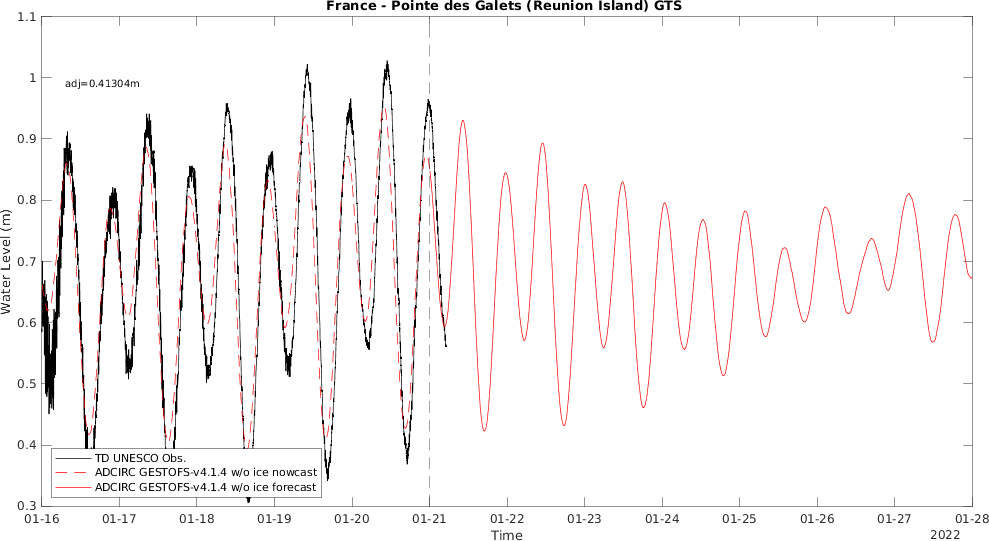 France - Pointe des Galets (Reunion Island) GTS
1.1
1
0.9
0.8
0.7
0.6
0.5
0.4
0.3
Water Level (m)
adj=0.41304m
TD UNESCO Obs.
ADCIRC GESTOFS-v4.1.4 w/o ice nowcast
ADCIRC GESTOFS-v4.1.4 w/o ice forecast
01-16 01-17 01-18 01-19 01-20 01-21 01-22 01-23 01-24 01-25 01-26 01-27 01-28
Time
2022